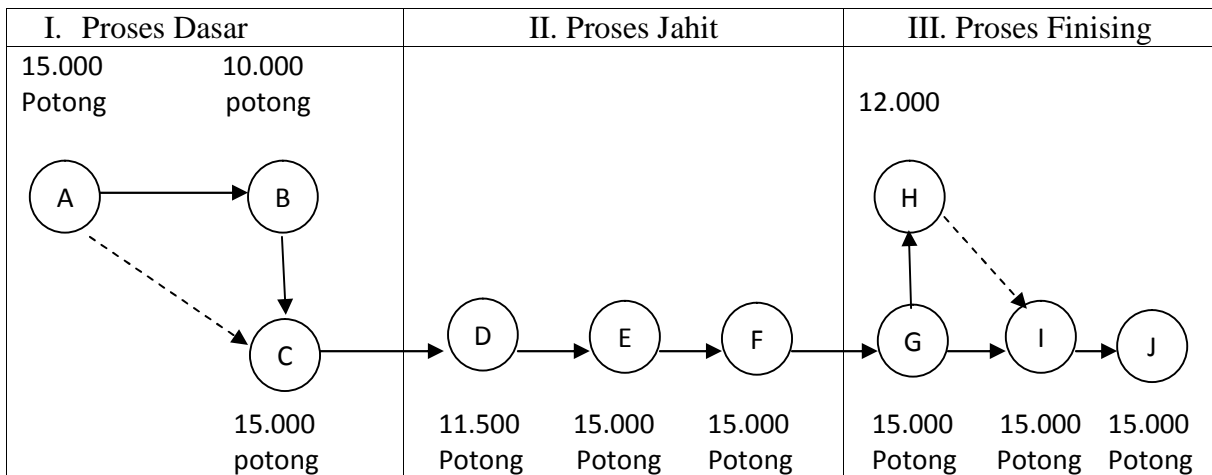 I. Proses Dasar
II. Proses Jahit
III. Proses Finising
15.000 10.000
Potong potong
12.000
A
B
H
C
D
E
F
G
I
J
15.000
potong
11.500 15.000 15.000
Potong Potong Potong
15.000 15.000 15.000
Potong Potong Potong